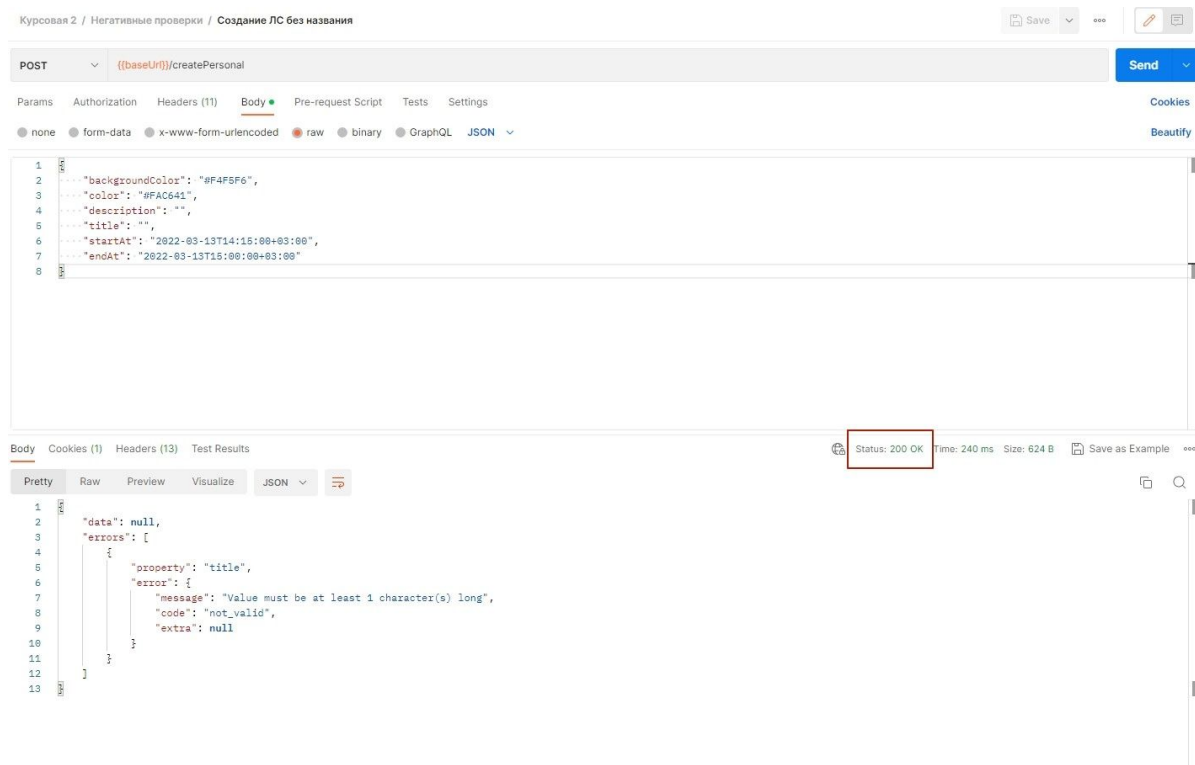 Курсовая 2 / Негативные проверки / Создание ЛС без названия
Save
POST {{baseUrl}}/createPersonal Send
Params Authorization Headers (11) Body Pre-request Script Tests Settings Cookies
none form-data x-www-form-urlencoded raw binary GraphQL JSON Beautify
1 {
2 "backgroundColor": "#F4F5F6",
3 "color": "#FAC641",
4 "description": "",
5 "title": "",
6 "startAt": "2022-03-13T14:15:00+03:00",
7 "endAt": "2022-03-13T15:00:00+03:00"
8 }
Body Cookies (1) Headers (13) Test Results Status: 200 OK Time: 240 ms Size: 624 B Save as Example
Pretty Raw Preview Visualize JSON
1 {
2 "data": null,
3 "errors": [
4 {
5 "property": "title",
6 "error": {
7 "message": "Value must be at least 1 character(s) long",
8 "code": "not_valid",
9 "extra": null
10 }
11 }
12 ]
13 }